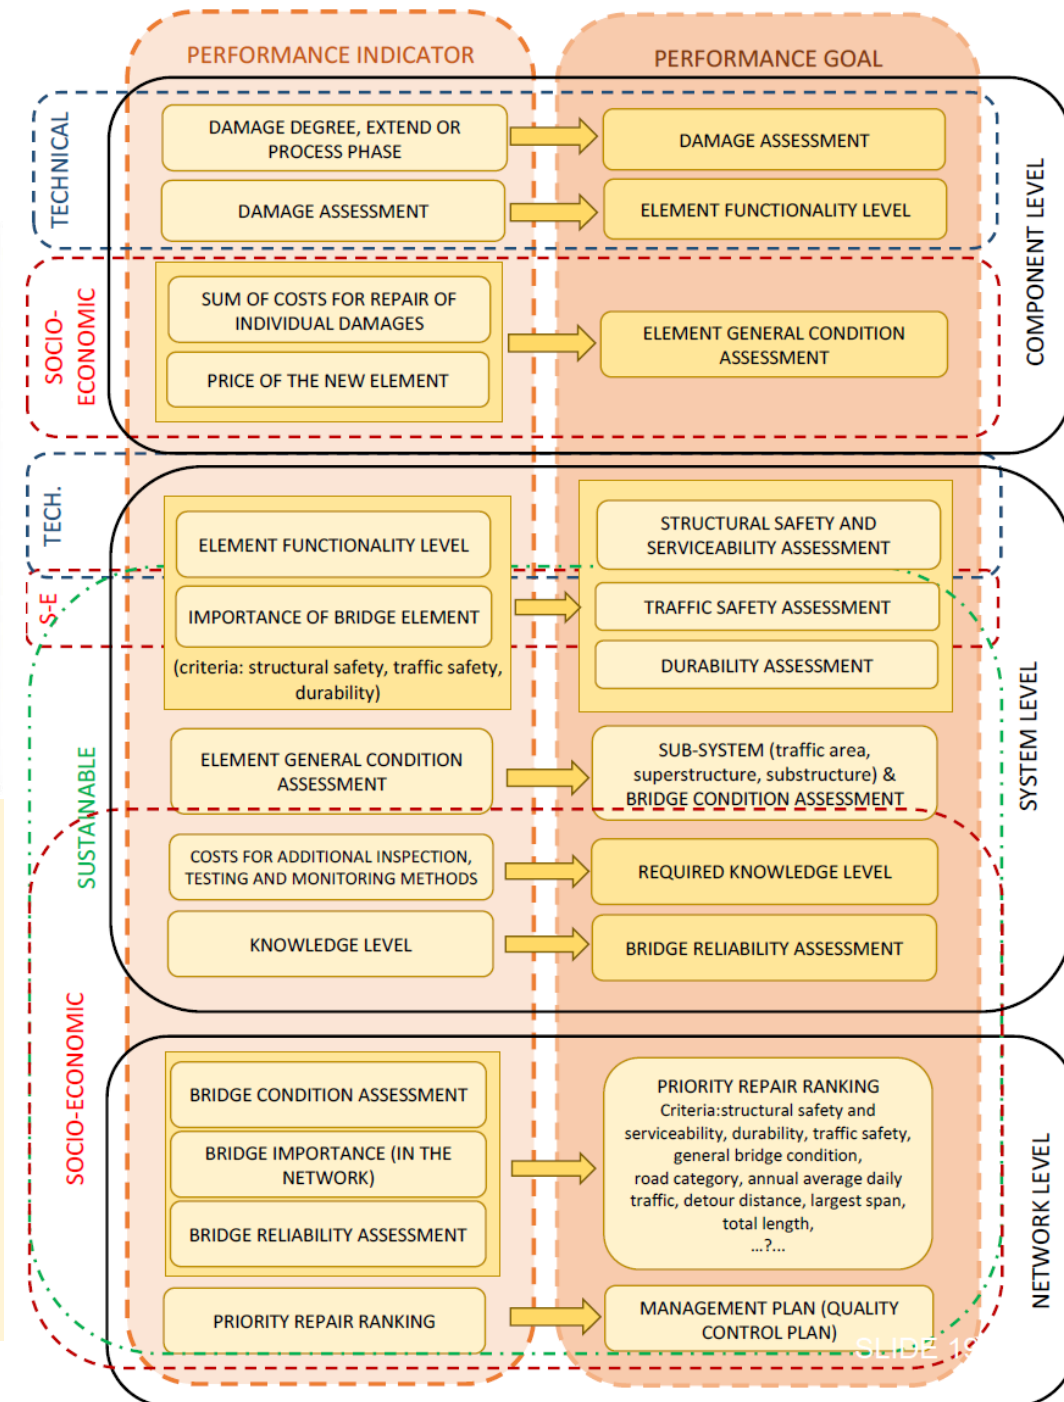 PERFORMANCE INDICATOR
PERFORMANCE GOAL
TECHNICAL
DAMAGE DEGREE, EXTEND OR
PROCESS PHASE
DAMAGE ASSESSMENT
DAMAGE ASSESSMENT
ELEMENT FUNCTIONALITY LEVEL
COMPONENT LEVEL
SOCIO-
ECONOMIC
SUM OF COSTS FOR REPAIR OF
INDIVIDUAL DAMAGES
PRICE OF THE NEW ELEMENT
ELEMENT GENERAL CONDITION
ASSESSMENT
TECH.
S-E
ELEMENT FUNCTIONALITY LEVEL
IMPORTANCE OF BRIDGE ELEMENT
(criteria: structural safety, traffic safety,
durability)
STRUCTURAL SAFETY AND
SERVICEABILITY ASSESSMENT
TRAFFIC SAFETY ASSESSMENT
DURABILITY ASSESSMENT
SYSTEM LEVEL
SUSTAINABLE
ELEMENT GENERAL CONDITION
ASSESSMENT
SUB-SYSTEM (traffic area,
superstructure, substructure) &
BRIDGE CONDITION ASSESSMENT
COSTS FOR ADDITIONAL INSPECTION,
TESTING AND MONITORING METHODS
REQUIRED KNOWLEDGE LEVEL
KNOWLEDGE LEVEL
BRIDGE RELIABILITY ASSESSMENT
SOCIO-ECONOMIC
BRIDGE CONDITION ASSESSMENT
BRIDGE IMPORTANCE (IN THE
NETWORK)
BRIDGE RELIABILITY ASSESSMENT
PRIORITY REPAIR RANKING
Criteria:structural safety and
serviceability, durability, traffic safety,
general bridge condition,
road category, annual average daily
traffic, detour distance, largest span,
total length,
...?...
NETWORK LEVEL
PRIORITY REPAIR RANKING
MANAGEMENT PLAN (QUALITY
CONTROL PLAN)
SLIDE 19